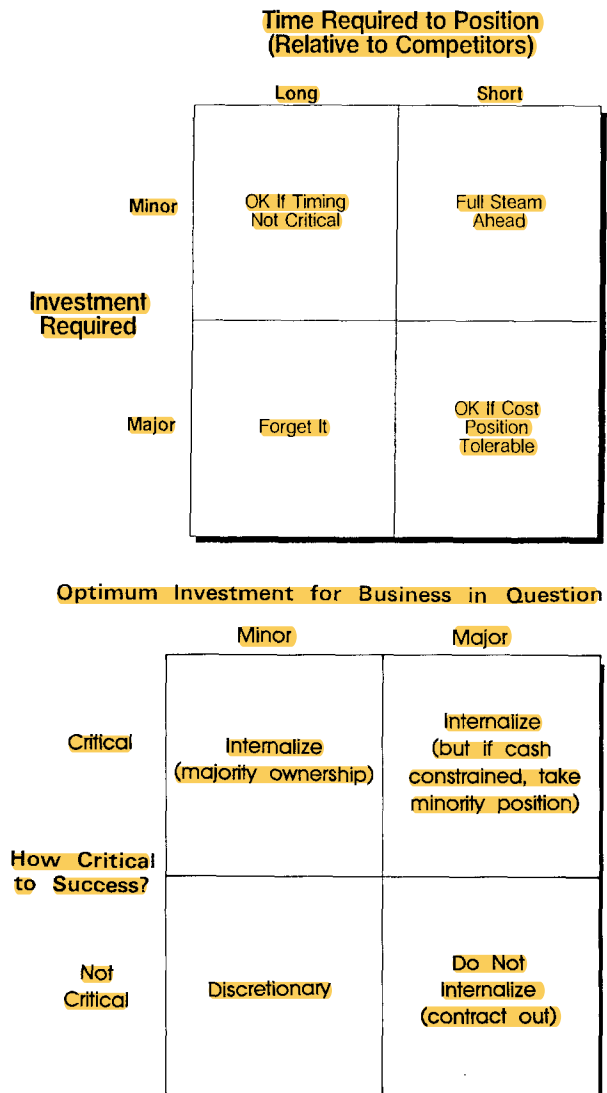 Time Required to Position
(Relative to Competitors)
Long Short
Minor
OK If Timing
Not Critical
Full Steam
Ahead
Investment
Required
Major
Forget It
OK If Cost
Position
Tolerable
Optimum Investment for Business in Question
Minor Major
Critical
Internalize
(majority ownership)
Internalize
(but if cash
constrained, take
minority position)
How Critical
to Success?
Not
Critical
Discretionary
Do Not
Internalize
(contract out)